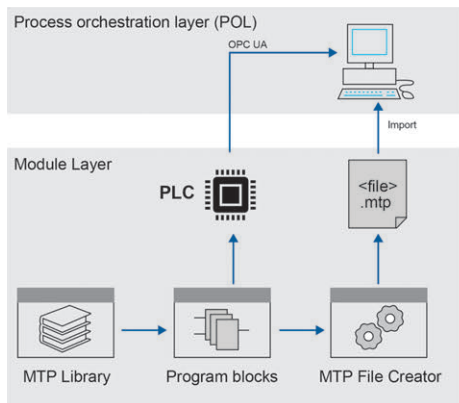 Process orchestration layer (POL)
OPC UA
Import
Module Layer
PLC
<file>
.mtp
MTP Library
Program blocks
MTP File Creator